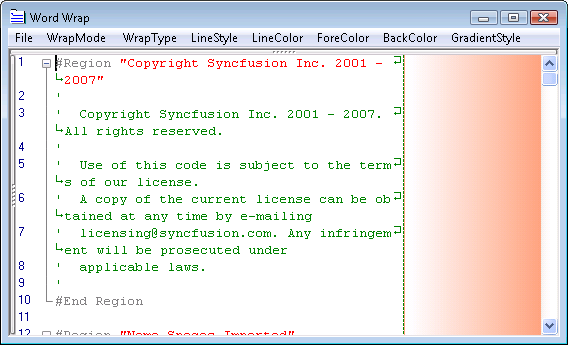 Word Wrap
File WrapMode WrapType LineStyle LineColor ForeColor BackColor GradientStyle
1 #Region "Copyright Syncfusion Inc. 2001 -
2007"
2 '
3 '  Copyright Syncfusion Inc. 2001 - 2007.
All rights reserved.
4 '
5 '  Use of this code is subject to the term
s of our license.
6 '  A copy of the current license can be ob
tained at any time by e-mailing
7 '  licensing@syncfusion.com. Any infringem
ent will be prosecuted under
8 '  applicable laws.
9 '
10 #End Region
11
12 #Region "Name Spaces Imported"